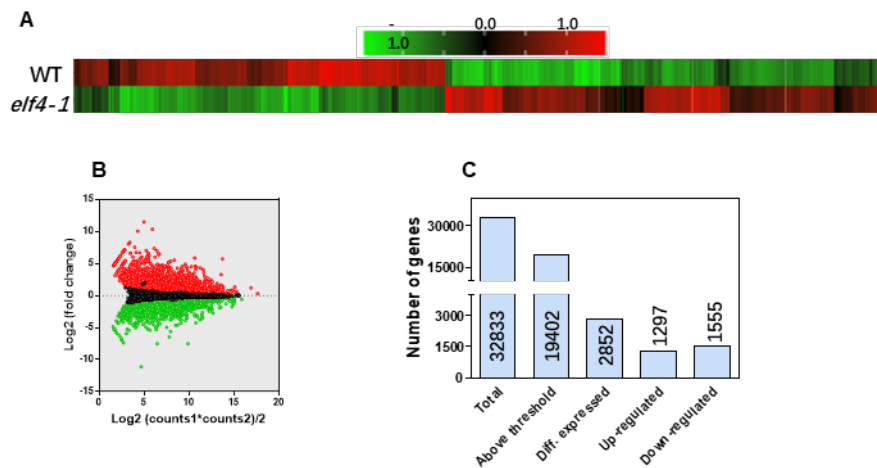 A
- 0.0 1.0
1.0
WT
elf4-1
B
15
10
5
0
-5
-10
-15
Log2 (fold change)
0 5 10 15 20
Log2 (counts1*counts2)/2
C
Number of genes
30000
15000
3000
1500
0
32833
19402
2852
1297
1555
Total
Above threshold
Diff. expressed
Up-regulated
Down-regulated